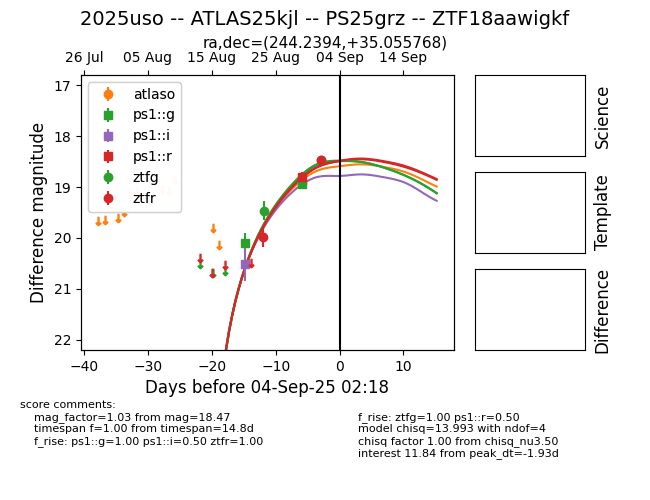 2025uso -- ATLAS25kjl -- PS25grz -- ZTF18aawigkf
ra,dec=(244.2394,+35.055768)
26 Jul 05 Aug 15 Aug 25 Aug 04 Sep 14 Sep
17
18
19
20
21
22
Difference magnitude
atlaso
ps1::g
ps1::i
ps1::r
ztfg
ztfr
−40 −30 −20 −10 0 10
Days before 04-Sep-25 02:18
Science
Template
Difference
score comments:
mag_factor=1.03 from mag=18.47
timespan f=1.00 from timespan=14.8d
f_rise: ps1::g=1.00 ps1::i=0.50 ztfr=1.00
f_rise: ztfg=1.00 ps1::r=0.50
model chisq=13.993 with ndof=4
chisq factor 1.00 from chisq_nu3.50
interest 11.84 from peak_dt=-1.93d